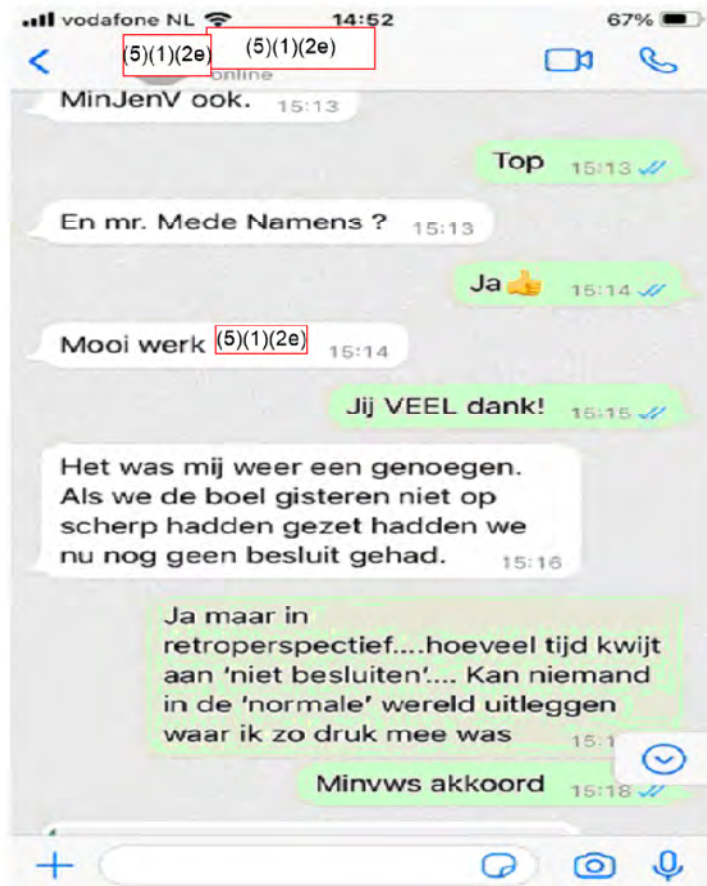 vodafone NL 14:52 67%
(5)(1)(2e) (5)(1)(2e)
online
MinJenV ook. 15:13
Top 15:13
En mr. Mede Namens ? 15:13
Ja👍 15:14
Mooi werk (5)(1)(2e) 15:14
Jij VEEL dank! 15:15
Het was mij weer een genoegen.
Als we de boel gisteren niet op
scherp hadden gezet hadden we
nu nog geen besluit gehad. 15:16
Ja maar in
retroperspectief....hoeveel tijd kwijt
aan 'niet besluiten'.... Kan niemand
in de 'normale' wereld uitleggen
waar ik zo druk mee was
Minvws akkoord 15:18